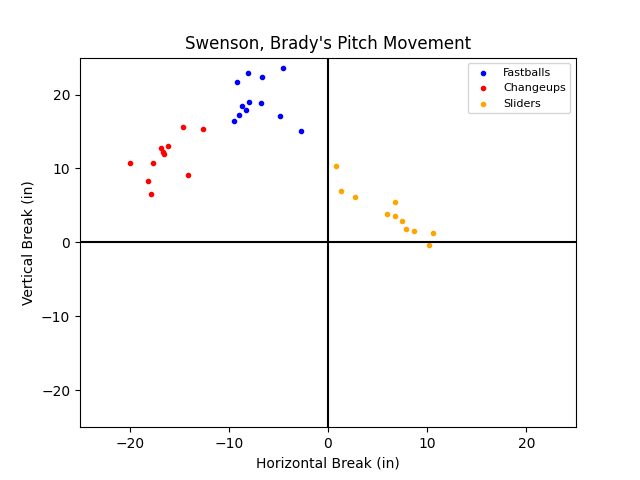 Swenson, Brady's Pitch Movement
Fastballs
Changeups
Sliders
Vertical Break (in)
20
10
0
−10
−20
−20
−10
0
10
20
Horizontal Break (in)